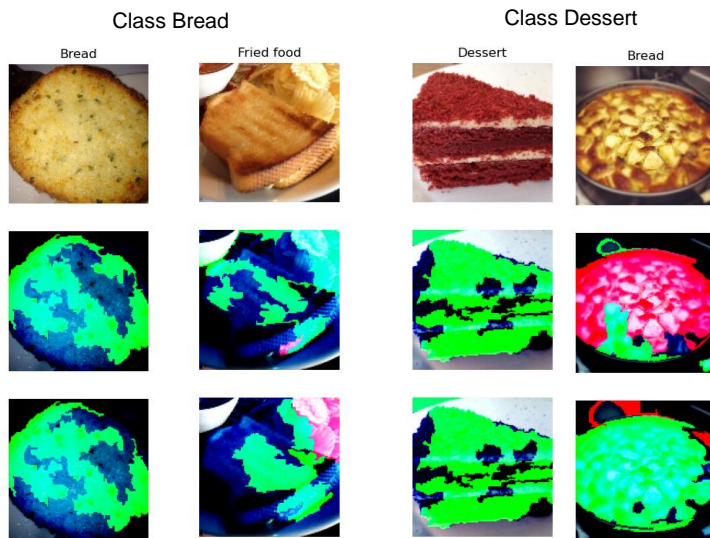 Class Bread
Class Dessert
Bread
Fried food
Dessert
Bread